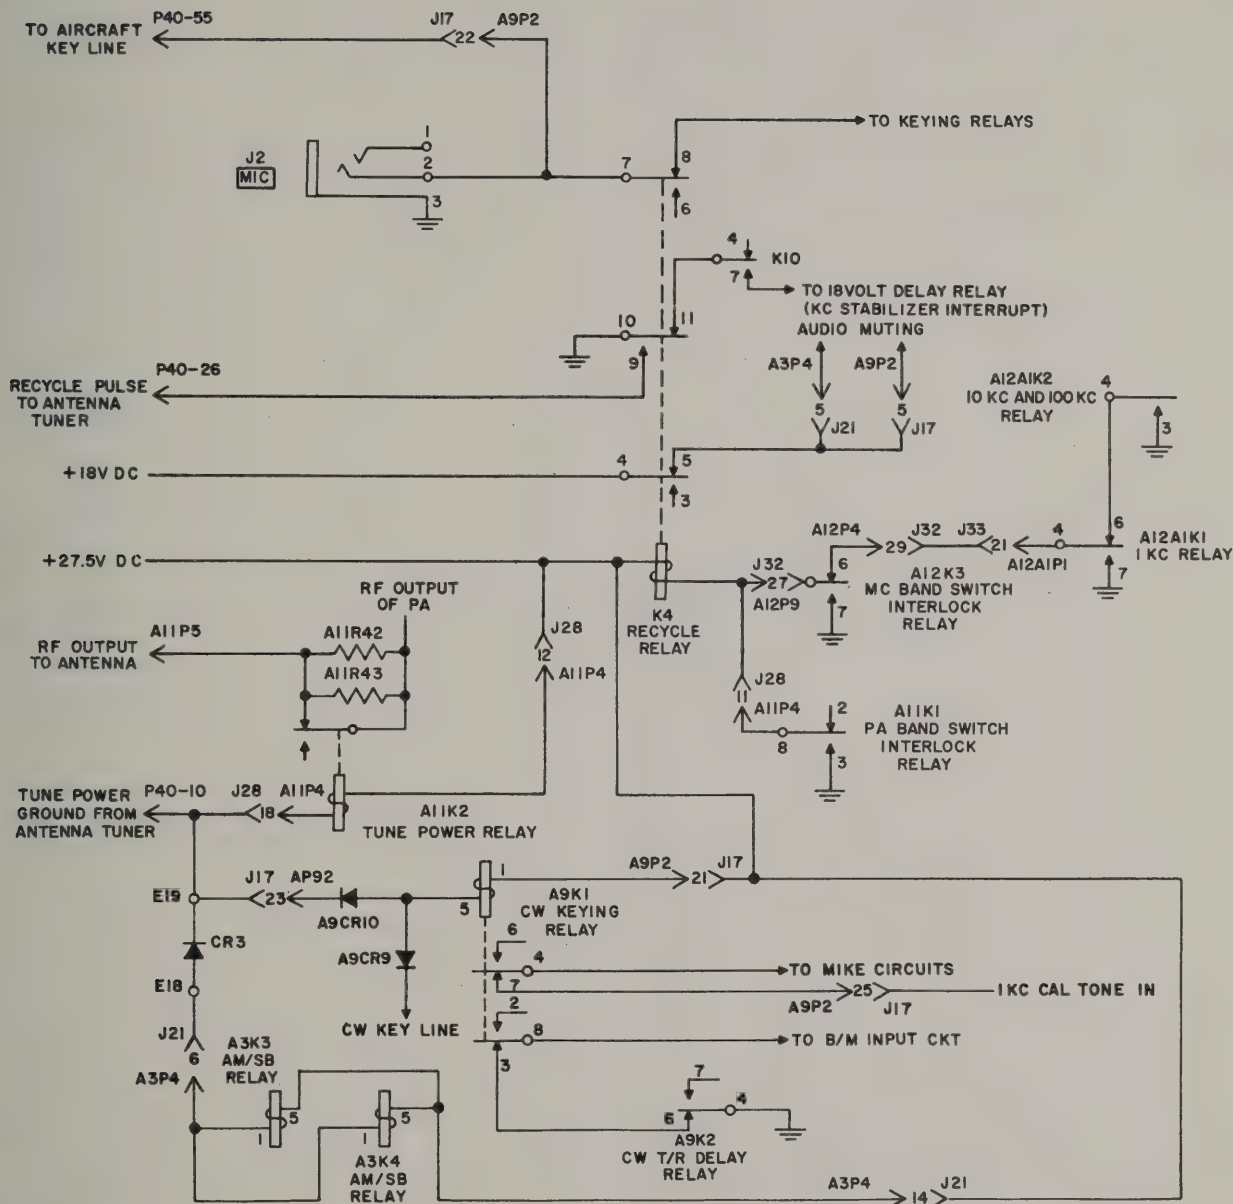 P40-55
J17
A9P2
TO AIRCRAFT
KEY LINE
22
1
J2
MIC
2
3
7
8
6
TO KEYING RELAYS
4
K10
7
TO 18VOLT DELAY RELAY
(KC STABILIZER INTERRUPT)
AUDIO MUTING
10
11
9
P40-26
RECYCLE PULSE
TO ANTENNA
TUNER
A3P4
A9P2
5
5
J21
J17
A12A1K2
10 KC AND 100 KC
RELAY
4
3
+18V DC
4
5
3
+27.5V DC
A12P4
J32
J33
4
6
A12A1K1
1 KC RELAY
29
21
A12A1P1
7
J32
6
A12K3
MC BAND SWITCH
INTERLOCK
RELAY
27
A12P9
7
K4
RECYCLE
RELAY
RF OUTPUT
OF PA
A11P5
A11R42
RF OUTPUT
TO ANTENNA
A11R43
J28
12
A11P4
J28
11
A11P4
8
2
3
A11K1
PA BAND SWITCH
INTERLOCK
RELAY
TUNE POWER
GROUND FROM
ANTENNA TUNER
P40-10
J28
A11P4
18
A11K2
TUNE POWER RELAY
A9P2
J17
21
1
5
A9K1
CW KEYING
RELAY
E19
J17
AP92
23
A9CR10
CR3
A9CR9
E18
CW KEY LINE
6
4
TO MIKE CIRCUITS
7
25
1 KC CAL TONE IN
A9P2
J17
2
8
TO B/M INPUT CKT
3
J21
6
A3P4
A3K3
AM/SB
RELAY
5
1
5
1
A3K4
AM/SB
RELAY
7
6
4
A9K2
CW T/R DELAY
RELAY
A3P4
J21
14